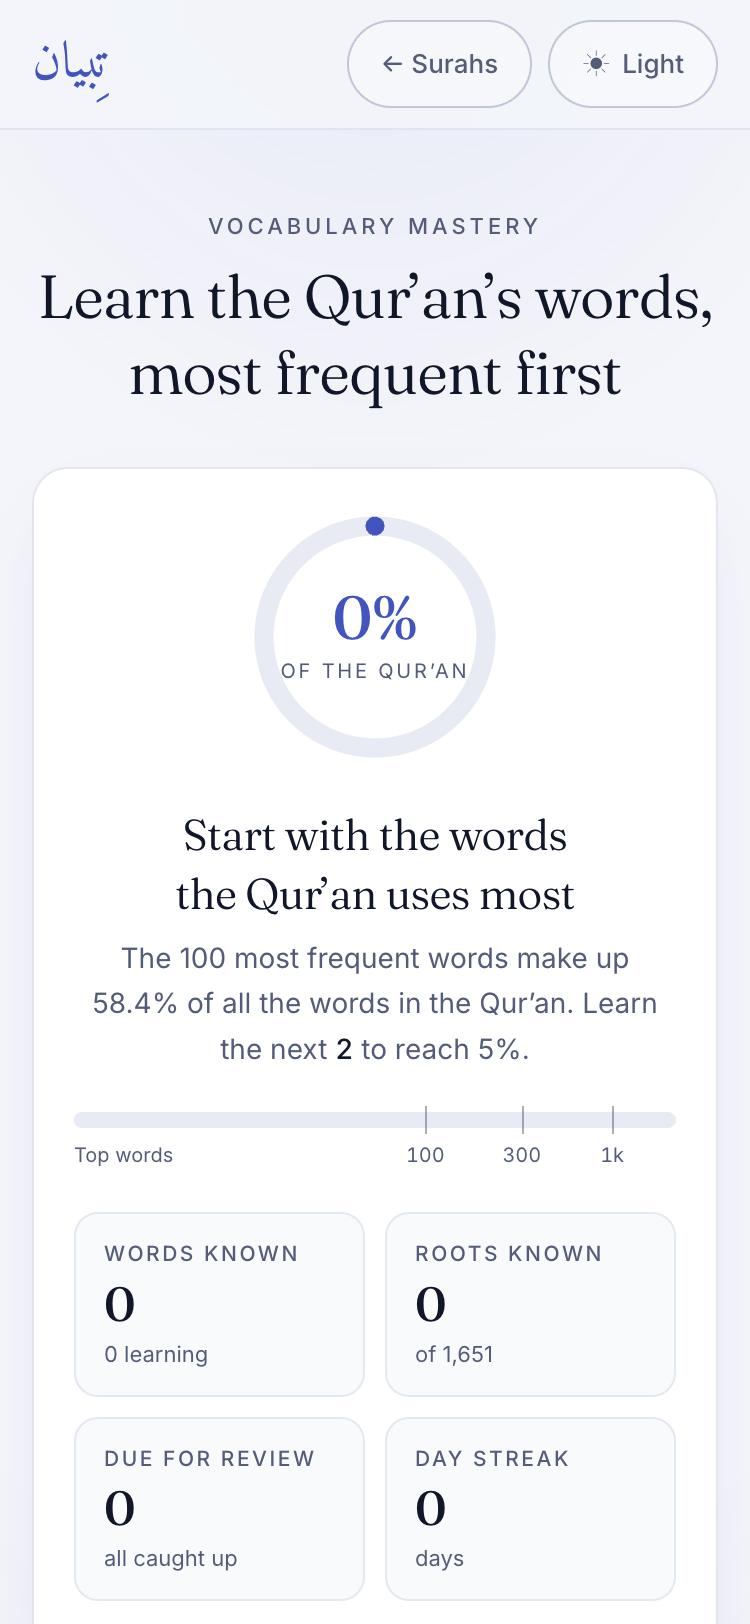 تِبيان
← Surahs
☀ Light
VOCABULARY MASTERY
Learn the Qur’an’s words,
most frequent first
0%
OF THE QUR’AN
Start with the words
the Qur’an uses most
The 100 most frequent words make up
58.4% of all the words in the Qur’an. Learn
the next 2 to reach 5%.
Top words 100 300 1k
WORDS KNOWN
0
0 learning
ROOTS KNOWN
0
of 1,651
DUE FOR REVIEW
0
all caught up
DAY STREAK
0
days